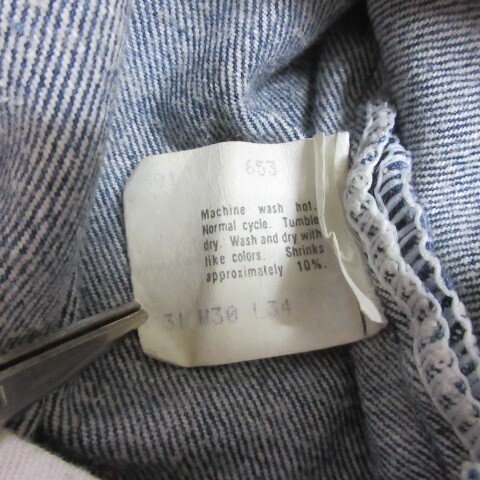 653
Machine wash hot.
Normal cycle. Tumble
dry. Wash and dry with
like colors. Shrinks
approximately 10%.
31 W30 L34